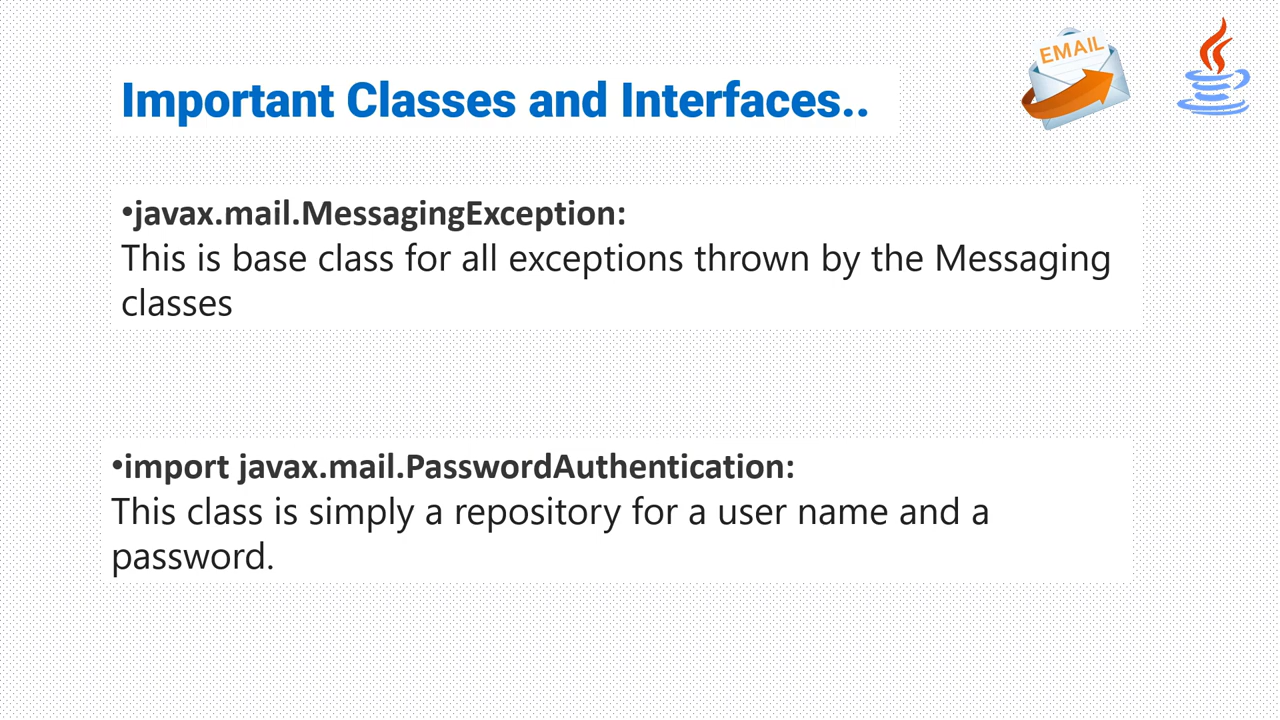 EMAIL
Important Classes and Interfaces..
•javax.mail.MessagingException:
This is base class for all exceptions thrown by the Messaging
classes
•import javax.mail.PasswordAuthentication:
This class is simply a repository for a user name and a
password.